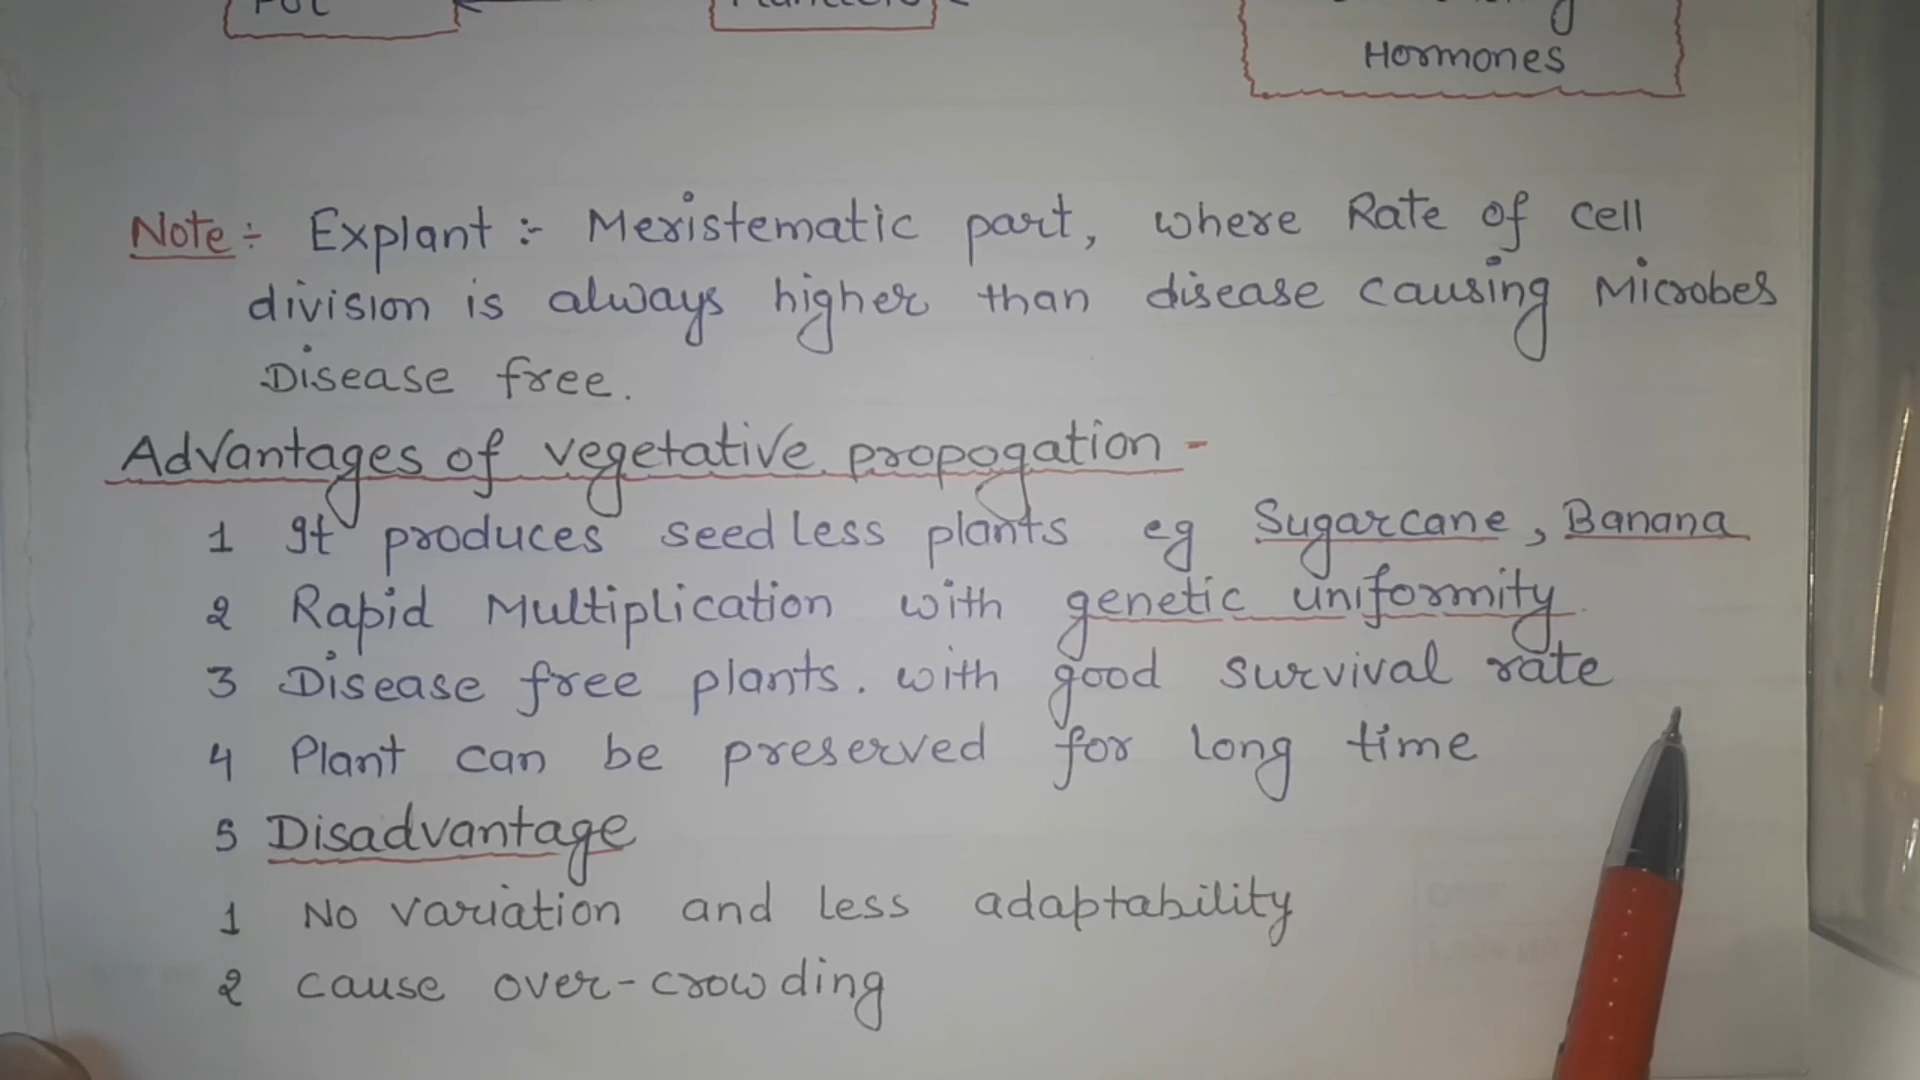 Hormones
Note:- Explant :- Meristematic part, where Rate of cell
division is always higher than disease causing Microbes
Disease free.
Advantages of vegetative propogation -
1 It produces seedless plants eg Sugarcane, Banana
2 Rapid Multiplication with genetic uniformity.
3 Disease free plants. with good survival rate
4 Plant can be preserved for long time
5 Disadvantage
1 No variation and less adaptability
2 cause over-crowding